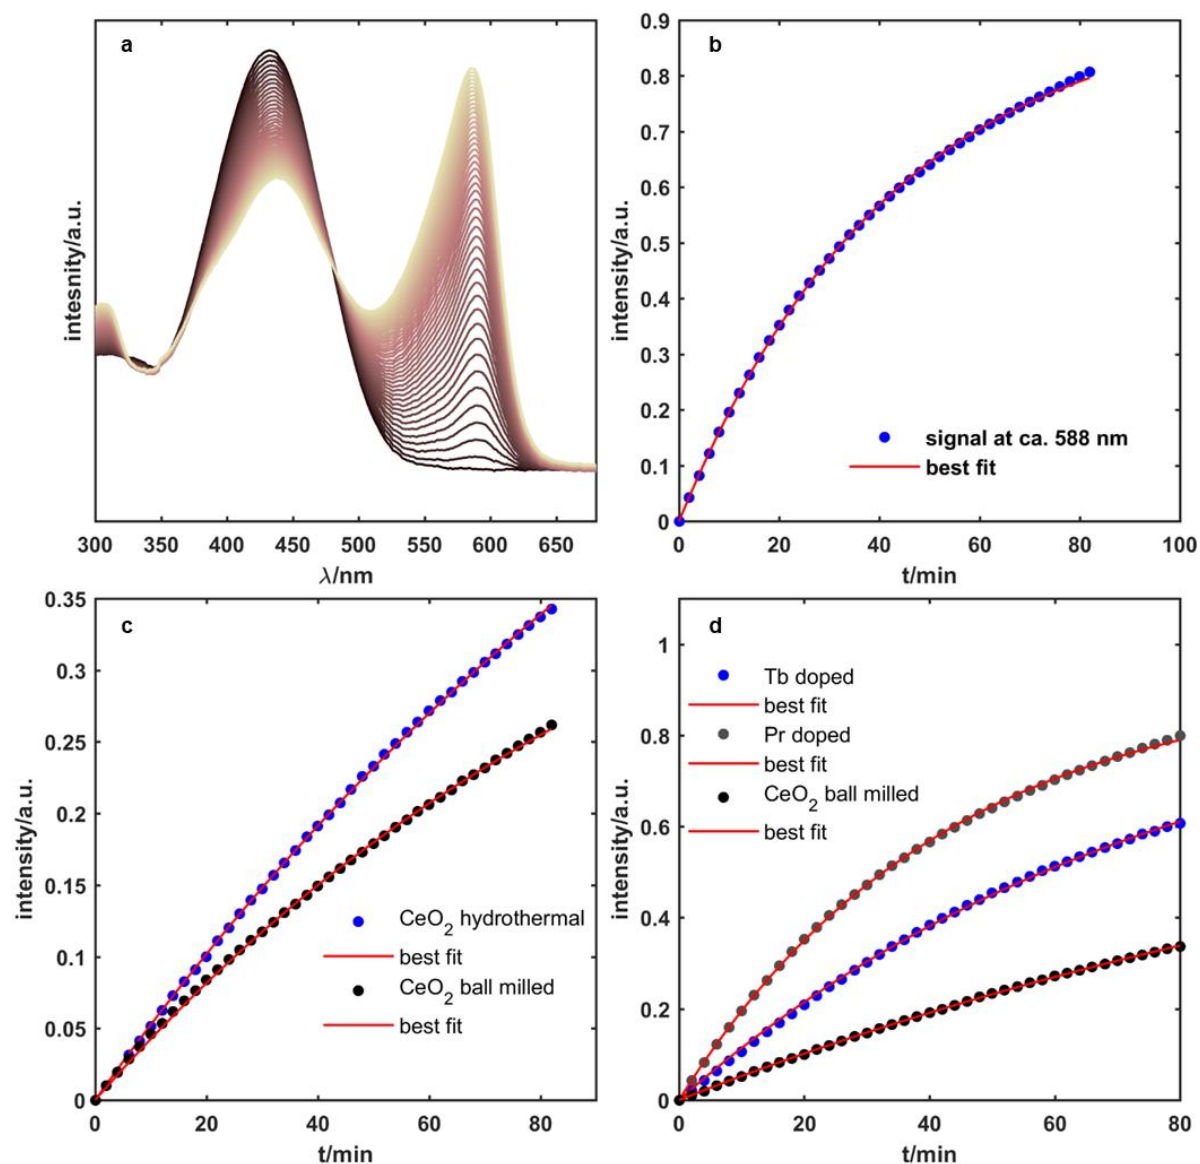 a
intesnity/a.u.
300 350 400 450 500 550 600 650
λ/nm
b
0.9
0.8
0.7
0.6
0.5
0.4
0.3
0.2
0.1
0
intensity/a.u.
signal at ca. 588 nm
best fit
0 20 40 60 80 100
t/min
c
0.35
0.3
0.25
0.2
0.15
0.1
0.05
0
intensity/a.u.
CeO2 hydrothermal
best fit
CeO2 ball milled
best fit
0 20 40 60 80
t/min
d
1
0.8
0.6
0.4
0.2
0
intensity/a.u.
Tb doped
best fit
Pr doped
best fit
CeO2 ball milled
best fit
0 20 40 60 80
t/min